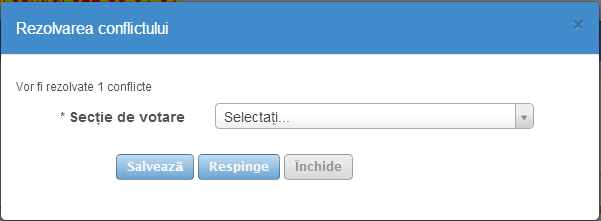 Rezolvarea conflictului ×
Vor fi rezolvate 1 conflicte
* Secție de votare Selectați...
Salvează Respinge Închide